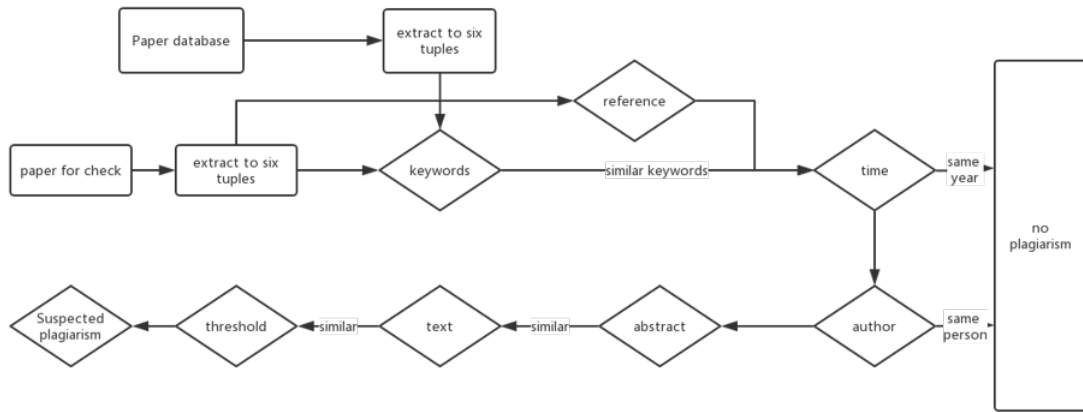 Paper database
extract to six
tuples
reference
paper for check
extract to six
tuples
keywords
similar keywords
time
same
year
no
plagiarism
Suspected
plagiarism
threshold
similar
text
similar
abstract
author
same
person